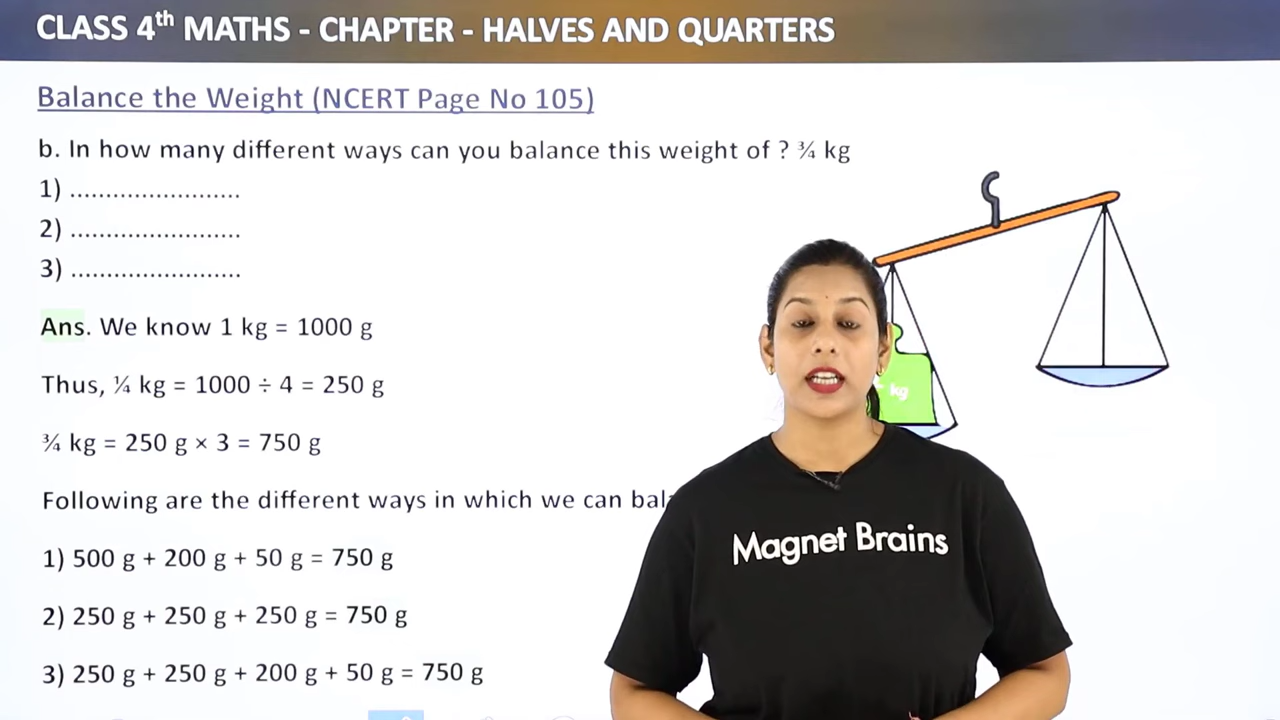 CLASS 4th MATHS - CHAPTER - HALVES AND QUARTERS
Balance the Weight (NCERT Page No 105)
b. In how many different ways can you balance this weight of ? ¾ kg
1) ........................
2) ........................
3) ........................
Ans. We know 1 kg = 1000 g
Thus, ¼ kg = 1000 ÷ 4 = 250 g
¾ kg = 250 g × 3 = 750 g
Following are the different ways in which we can
1) 500 g + 200 g + 50 g = 750 g
2) 250 g + 250 g + 250 g = 750 g
3) 250 g + 250 g + 200 g + 50 g = 750 g
kg
Magnet Brains